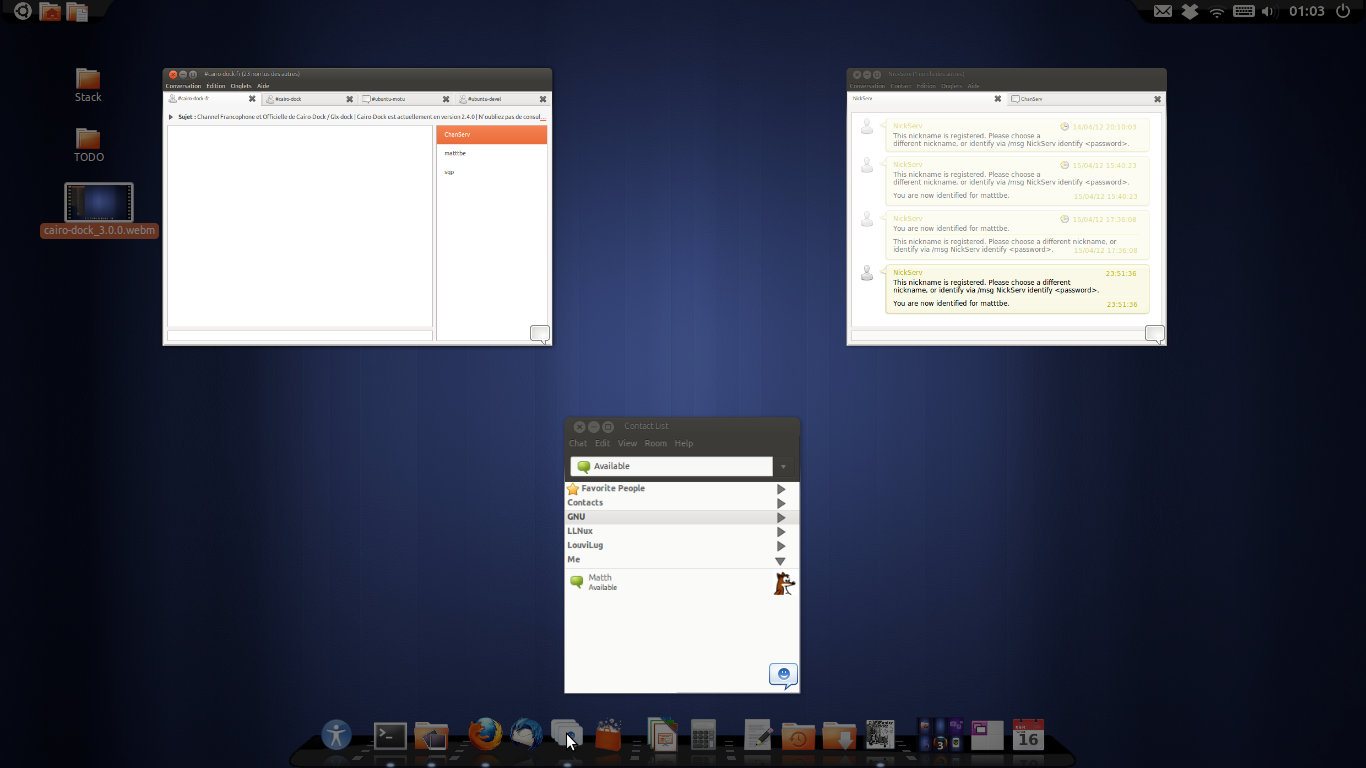 01:03
Stack
TODO
cairo-dock_3.0.0.webm
#cairo-dock-fr (23 non lus des autres)
Conversation Edition Onglets Aide
#cairo-dock-fr #cairo-dock #ubuntu-motu #ubuntu-devel
Sujet : Channel Francophone et Officielle de Cairo-Dock / Glx-dock | Cairo-Dock est actuellement en version 2.4.0 | N'oubliez pas de consul...
ChanServ
matttbe
sqp
Conversation Contact Edition Onglets Aide
NickServ ChanServ
NickServ 14/04/12 20:10:03
This nickname is registered. Please choose a
different nickname, or identify via /msg NickServ identify <password>.
NickServ 15/04/12 15:40:23
This nickname is registered. Please choose a
different nickname, or identify via /msg NickServ identify <password>.
You are now identified for matttbe. 15/04/12 15:40:23
NickServ 15/04/12 17:36:08
You are now identified for matttbe.
This nickname is registered. Please choose a different nickname, or
identify via /msg NickServ identify <password>. 15/04/12 17:36:08
NickServ 23:51:36
This nickname is registered. Please choose a different
nickname, or identify via /msg NickServ identify <password>.
You are now identified for matttbe. 23:51:36
Contact List
Chat Edit View Room Help
Available
Favorite People
Contacts
GNU
LLNux
LouviLug
Me
Matth
Available
3
16